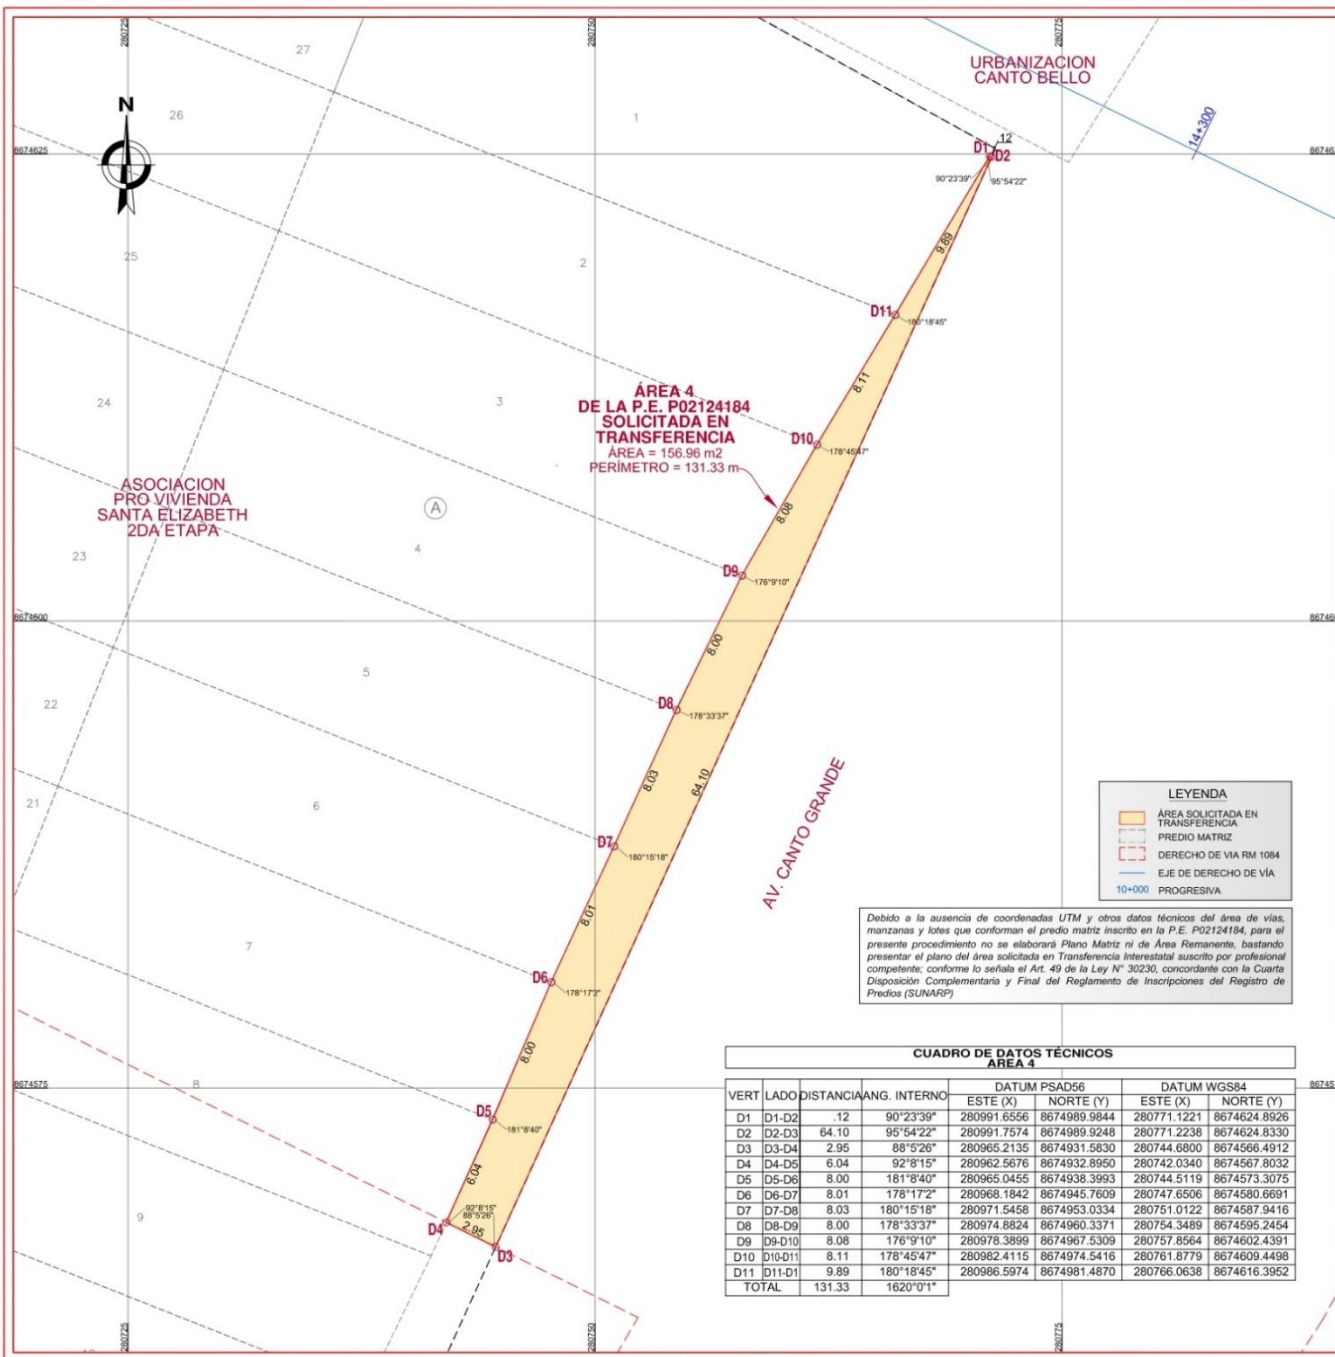 280725
280750
280775
27
URBANIZACION
CANTO BELLO
26
1
14+300
N
8674625
D1
.12
D2
90°23'39"
95°54'22"
25
2
9.89
D11
180°18'45"
8.11
ÁREA 4
DE LA P.E. P02124184
SOLICITADA EN
TRANSFERENCIA
ÁREA = 156.96 m2
PERÍMETRO = 131.33 m
24
3
D10
178°45'47"
ASOCIACION
PRO VIVIENDA
SANTA ELIZABETH
2DA ETAPA
A
8.08
23
4
D9
176°9'10"
8674600
8.00
5
22
D8
178°33'37"
8.03
64.10
AV. CANTO GRANDE
21
6
D7
180°15'18"
LEYENDA
ÁREA SOLICITADA EN
TRANSFERENCIA
PREDIO MATRIZ
DERECHO DE VIA RM 1084
EJE DE DERECHO DE VÍA
10+000 PROGRESIVA
8.01
7
D6
178°17'2"
Debido a la ausencia de coordenadas UTM y otros datos técnicos del área de vías,
manzanas y lotes que conforman el predio matriz inscrito en la P.E. P02124184, para el
presente procedimiento no se elaborará Plano Matriz ni de Área Remanente, bastando
presentar el plano del área solicitada en Transferencia Interestatal suscrito por profesional
competente; conforme lo señala el Art. 49 de la Ley N° 30230, concordante con la Cuarta
Disposición Complementaria y Final del Reglamento de Inscripciones del Registro de
Predios (SUNARP)
8.00
8674575
8
D5
181°8'40"
6.04
9
D4
92°8'15"
88°5'26"
2.95
D3
CUADRO DE DATOS TÉCNICOS
AREA 4
VERT LADO DISTANCIA ANG. INTERNO DATUM PSAD56 DATUM WGS84
ESTE (X) NORTE (Y) ESTE (X) NORTE (Y)
D1 D1-D2 .12 90°23'39" 280991.6556 8674989.9844 280771.1221 8674624.8926
D2 D2-D3 64.10 95°54'22" 280991.7574 8674989.9248 280771.2238 8674624.8330
D3 D3-D4 2.95 88°5'26" 280965.2135 8674931.5830 280744.6800 8674566.4912
D4 D4-D5 6.04 92°8'15" 280962.5676 8674932.8950 280742.0340 8674567.8032
D5 D5-D6 8.00 181°8'40" 280965.0455 8674938.3993 280744.5119 8674573.3075
D6 D6-D7 8.01 178°17'2" 280968.1842 8674945.7609 280747.6506 8674580.6691
D7 D7-D8 8.03 180°15'18" 280971.5458 8674953.0334 280751.0122 8674587.9416
D8 D8-D9 8.00 178°33'37" 280974.8824 8674960.3371 280754.3489 8674595.2454
D9 D9-D10 8.08 176°9'10" 280978.3899 8674967.5309 280757.8564 8674602.4391
D10 D10-D11 8.11 178°45'47" 280982.4115 8674974.5416 280761.8779 8674609.4498
D11 D11-D1 9.89 180°18'45" 280986.5974 8674981.4870 280766.0638 8674616.3952
TOTAL 131.33 1620°0'1"
280725
280750
280775